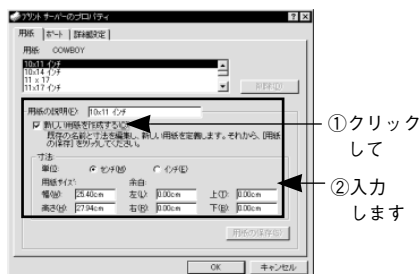 プリント サーバーのプロパティ
用紙 ポート 詳細設定
用紙 COWBOY
10x11 インチ
10x14 インチ
11 x 17
11x17 インチ
削除(D)
用紙の説明(E): 10x11 インチ
新しい用紙を作成する(C)
既存の名前と寸法を編集し、新しい用紙を定義します。それから、[用紙
の保存] を押してください。
寸法:
単位: センチ(M) インチ(E)
用紙サイズ: 余白:
幅(W): 25.40cm 左(L): 0.00cm 上(T): 0.00cm
高さ(H): 27.94cm 右(R): 0.00cm 下(B): 0.00cm
用紙の保存(S)
OK キャンセル
①クリック
して
②入力
します